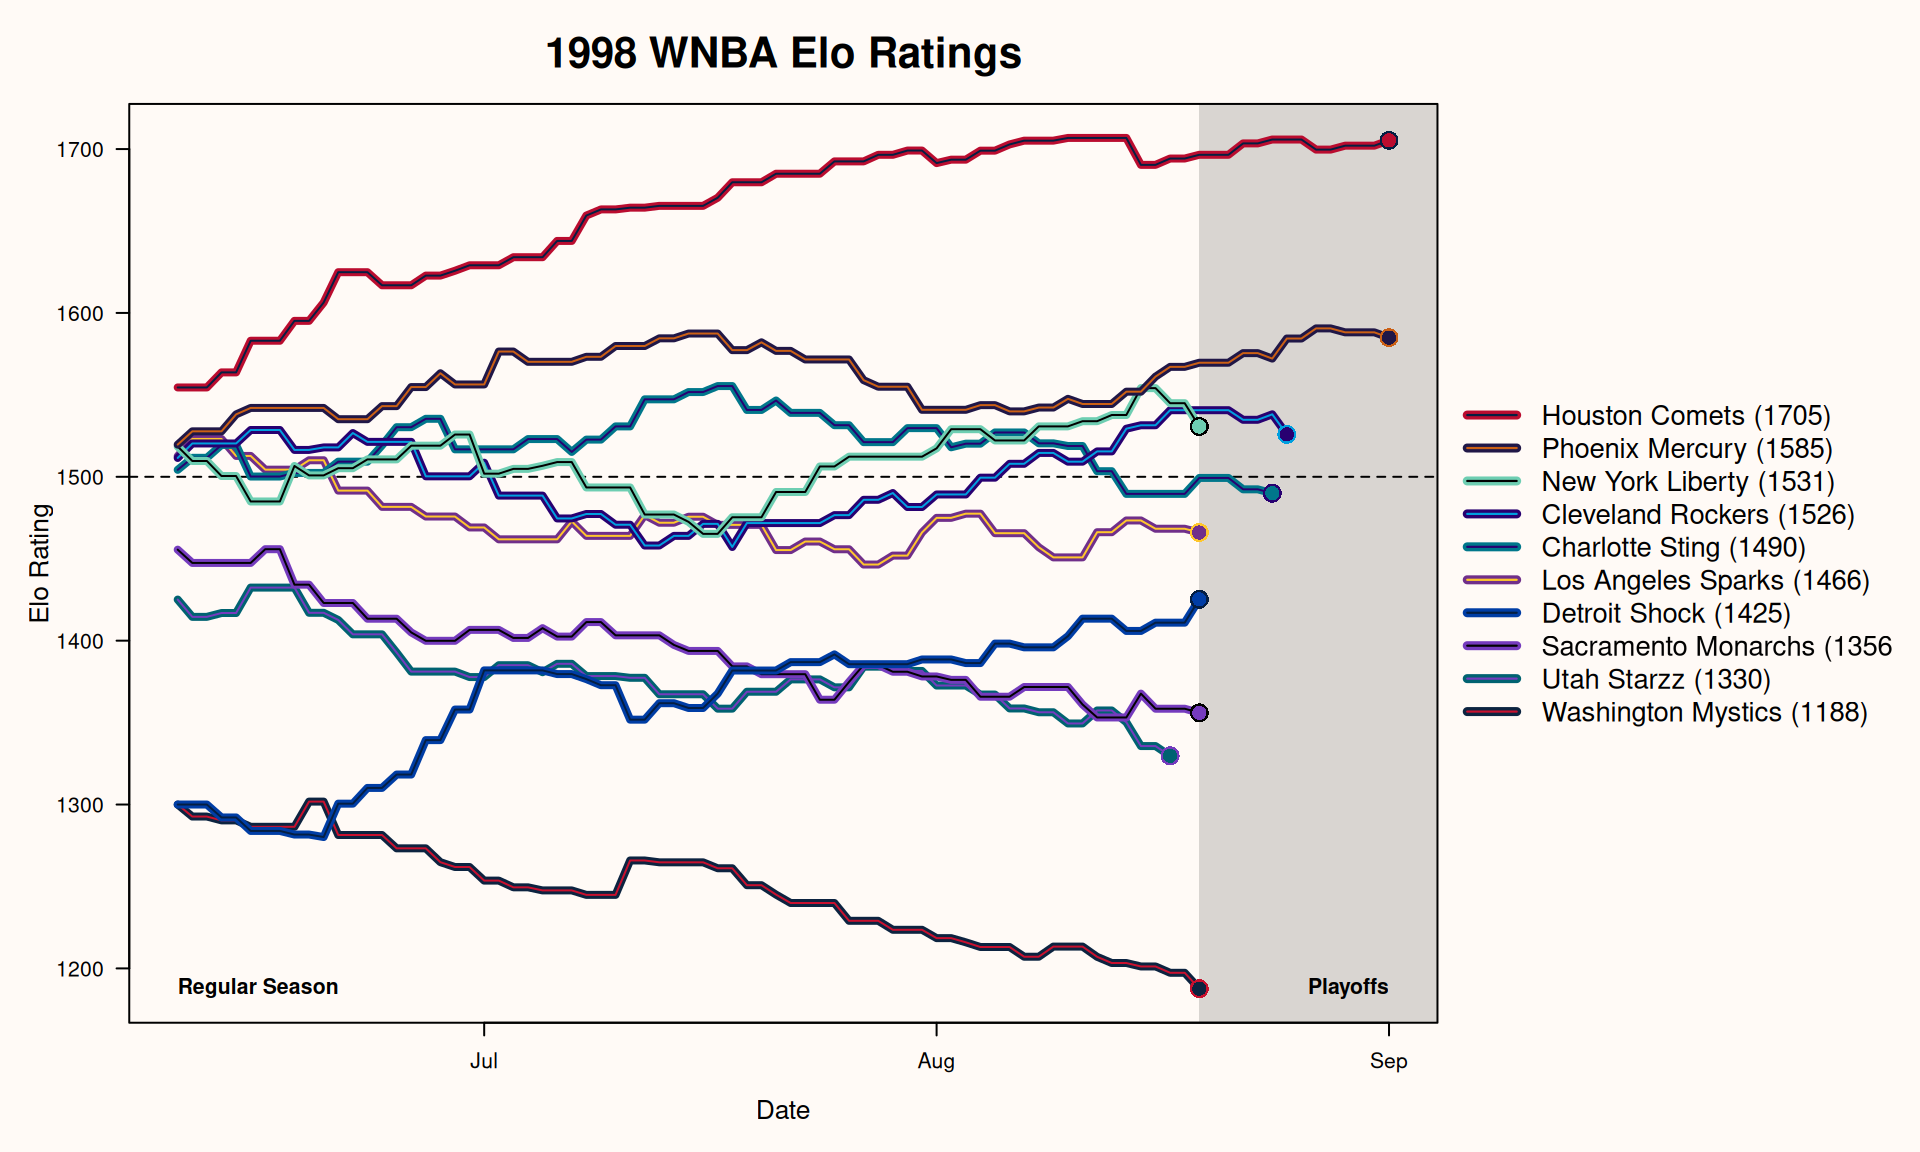 1998 WNBA Elo Ratings
Elo Rating
1700
1600
1500
1400
1300
1200
Regular Season
Playoffs
Jul
Aug
Sep
Date
Houston Comets (1705)
Phoenix Mercury (1585)
New York Liberty (1531)
Cleveland Rockers (1526)
Charlotte Sting (1490)
Los Angeles Sparks (1466)
Detroit Shock (1425)
Sacramento Monarchs (1356
Utah Starzz (1330)
Washington Mystics (1188)